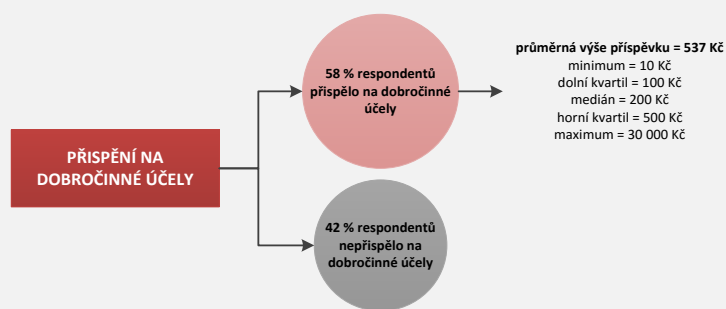 PŘISPĚNÍ NA
DOBROČINNÉ ÚČELY
58 % respondentů
přispělo na dobročinné
účely
průměrná výše příspěvku = 537 Kč
minimum = 10 Kč
dolní kvartil = 100 Kč
medián = 200 Kč
horní kvartil = 500 Kč
maximum = 30 000 Kč
42 % respondentů
nepřispělo na
dobročinné účely